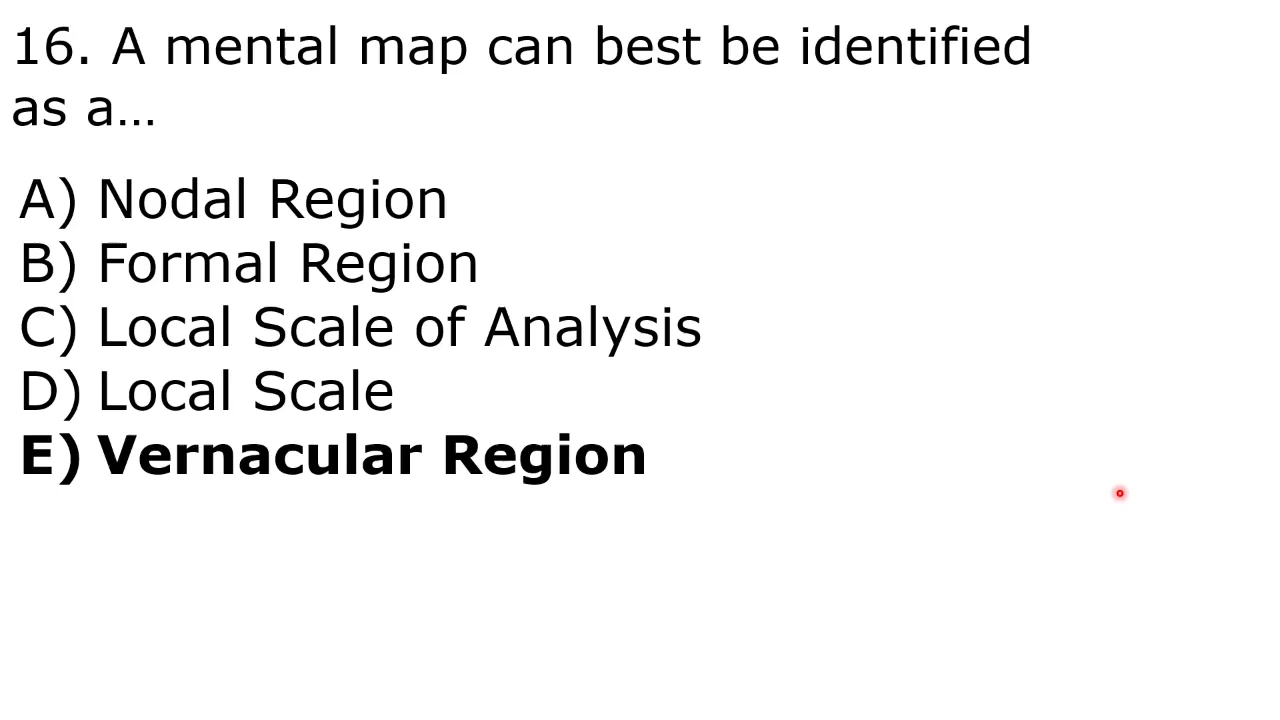 16. A mental map can best be identified
as a…
A) Nodal Region
B) Formal Region
C) Local Scale of Analysis
D) Local Scale
E) Vernacular Region